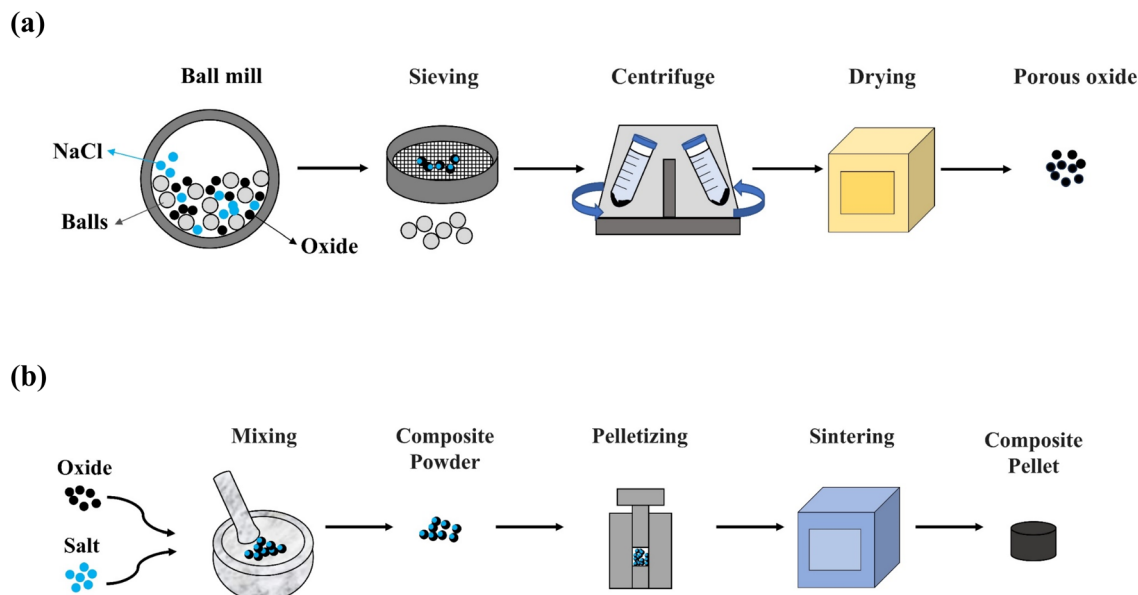 (a)
Ball mill
Sieving
Centrifuge
Drying
Porous oxide
NaCl
Balls
Oxide
(b)
Mixing
Composite
Powder
Pelletizing
Sintering
Composite
Pellet
Oxide
Salt